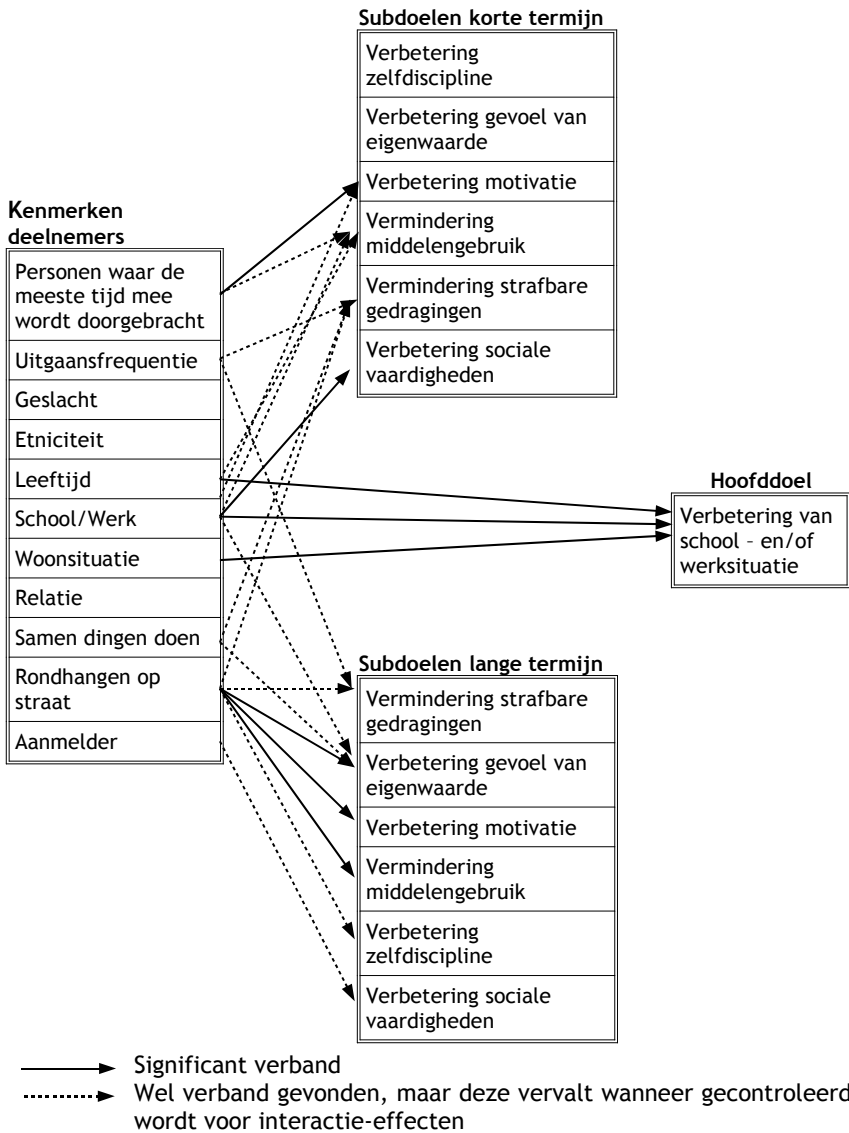 Subdoelen korte termijn
Verbetering
zelfdiscipline
Verbetering gevoel van
eigenwaarde
Verbetering motivatie
Vermindering
middelengebruik
Vermindering strafbare
gedragingen
Verbetering sociale
vaardigheden
Kenmerken
deelnemers
Personen waar de
meeste tijd mee
wordt doorgebracht
Uitgaansfrequentie
Geslacht
Etniciteit
Leeftijd
School/Werk
Woonsituatie
Relatie
Samen dingen doen
Rondhangen op
straat
Aanmelder
Hoofddoel
Verbetering van
school – en/of
werksituatie
Subdoelen lange termijn
Vermindering strafbare
gedragingen
Verbetering gevoel van
eigenwaarde
Verbetering motivatie
Vermindering
middelengebruik
Verbetering
zelfdiscipline
Verbetering sociale
vaardigheden
Significant verband
Wel verband gevonden, maar deze vervalt wanneer gecontroleerd
wordt voor interactie-effecten